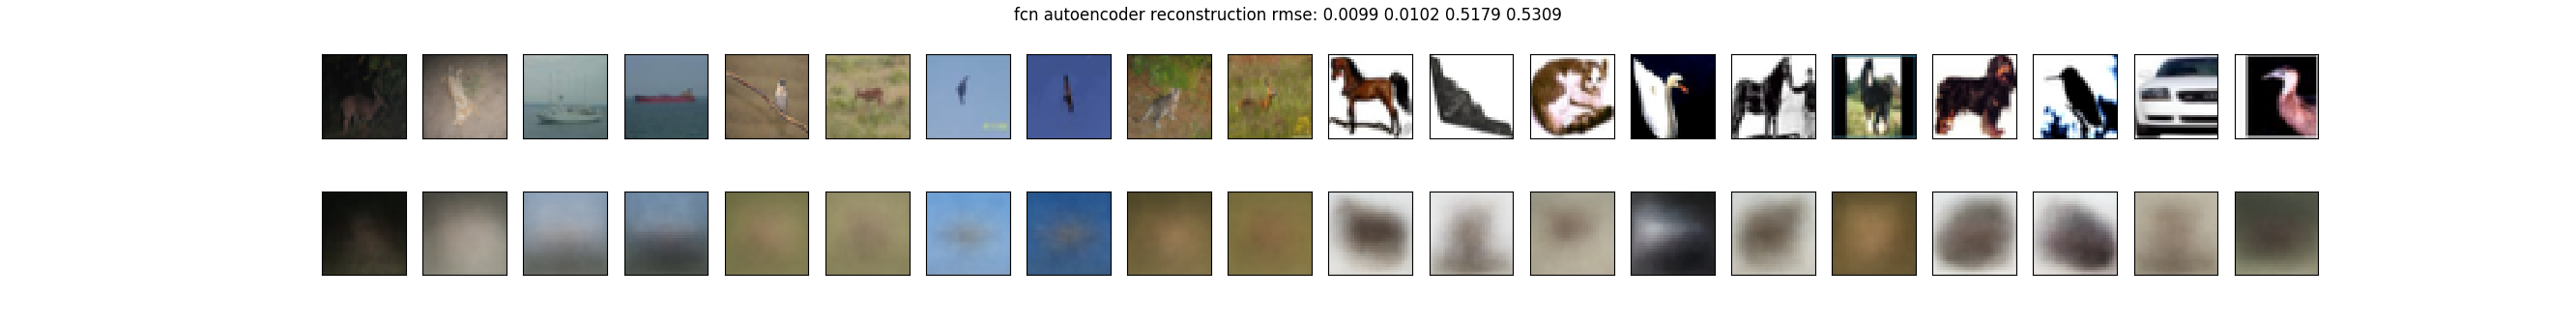 fcn autoencoder reconstruction rmse: 0.0099 0.0102 0.5179 0.5309